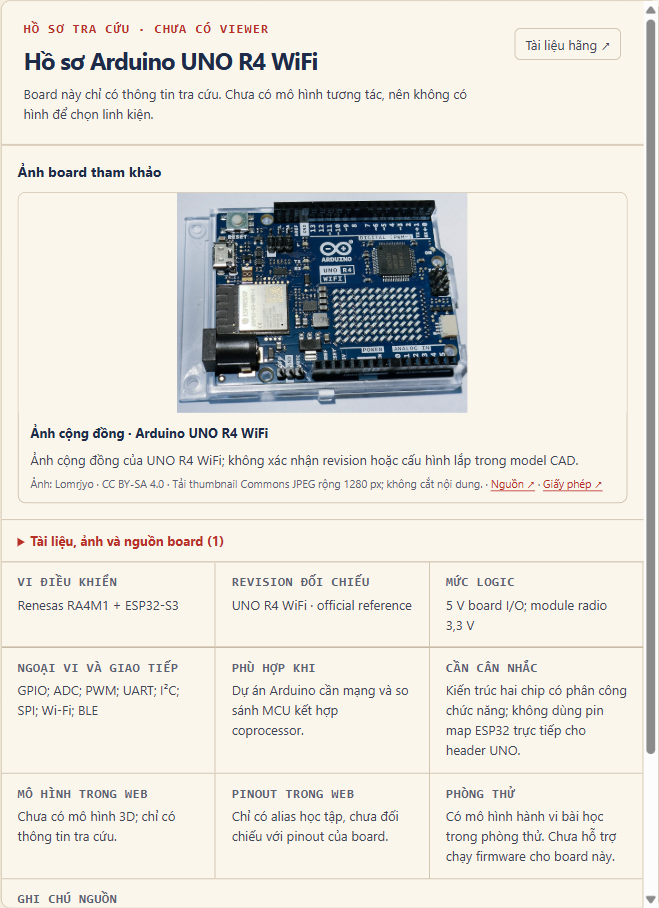 HỒ SƠ TRA CỨU · CHƯA CÓ VIEWER
Hồ sơ Arduino UNO R4 WiFi
Tài liệu hãng ↗
Board này chỉ có thông tin tra cứu. Chưa có mô hình tương tác, nên không có
hình để chọn linh kiện.
Ảnh board tham khảo
RESET
DIGITAL (PWM~)
ARDUINO
UNO R4
WIFI
POWER
ANALOG IN
Ảnh cộng đồng · Arduino UNO R4 WiFi
Ảnh cộng đồng của UNO R4 WiFi; không xác nhận revision hoặc cấu hình lắp trong model CAD.
Ảnh: Lomrjyo · CC BY-SA 4.0 · Tải thumbnail Commons JPEG rộng 1280 px; không cắt nội dung. · Nguồn ↗ · Giấy phép ↗
▶ Tài liệu, ảnh và nguồn board (1)
VI ĐIỀU KHIỂN
Renesas RA4M1 + ESP32-S3
REVISION ĐỐI CHIẾU
UNO R4 WiFi · official reference
MỨC LOGIC
5 V board I/O; module radio
3,3 V
NGOẠI VI VÀ GIAO TIẾP
GPIO; ADC; PWM; UART; I²C;
SPI; Wi-Fi; BLE
PHÙ HỢP KHI
Dự án Arduino cần mạng và so
sánh MCU kết hợp
coprocessor.
CẦN CÂN NHẮC
Kiến trúc hai chip có phân công
chức năng; không dùng pin
map ESP32 trực tiếp cho
header UNO.
MÔ HÌNH TRONG WEB
Chưa có mô hình 3D; chỉ có
thông tin tra cứu.
PINOUT TRONG WEB
Chỉ có alias học tập, chưa đối
chiếu với pinout của board.
PHÒNG THỬ
Có mô hình hành vi bài học
trong phòng thử. Chưa hỗ trợ
chạy firmware cho board này.
GHI CHÚ NGUỒN